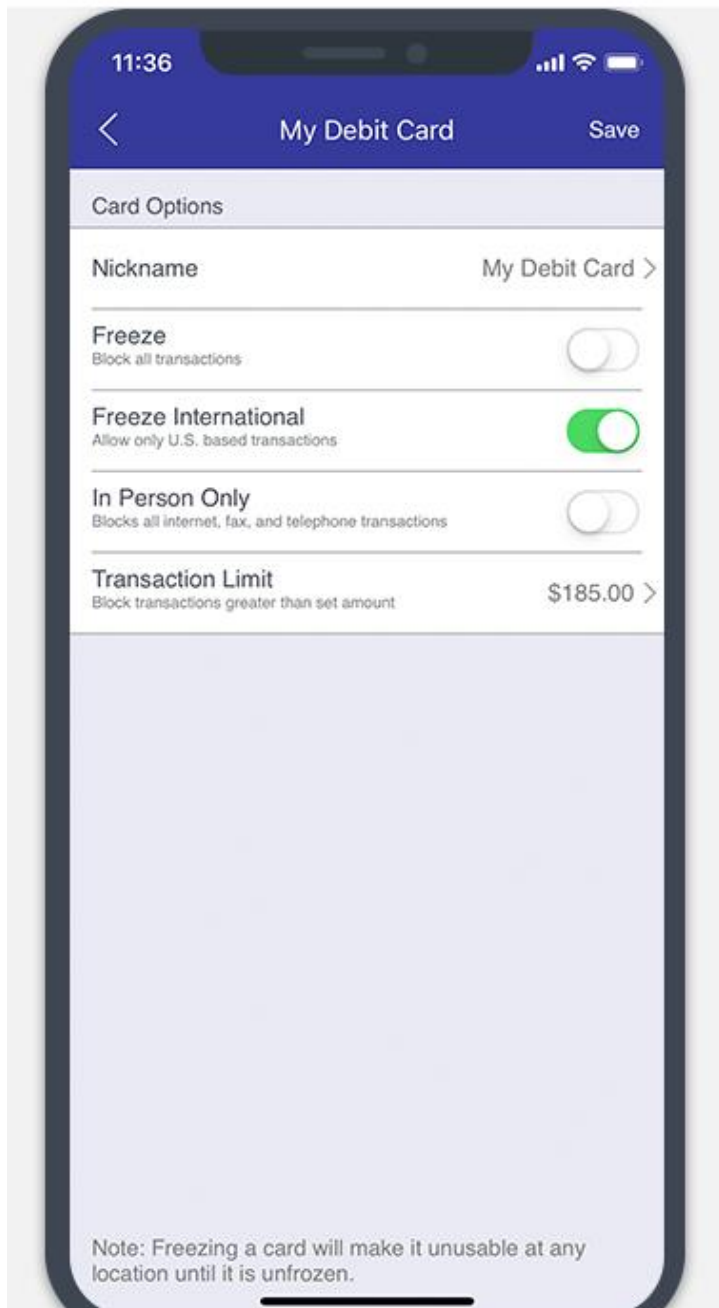 11:36
My Debit Card
Save
Card Options
Nickname
My Debit Card
Freeze
Block all transactions
Freeze International
Allow only U.S. based transactions
In Person Only
Blocks all internet, fax, and telephone transactions
Transaction Limit
Block transactions greater than set amount
$185.00
Note: Freezing a card will make it unusable at any
location until it is unfrozen.